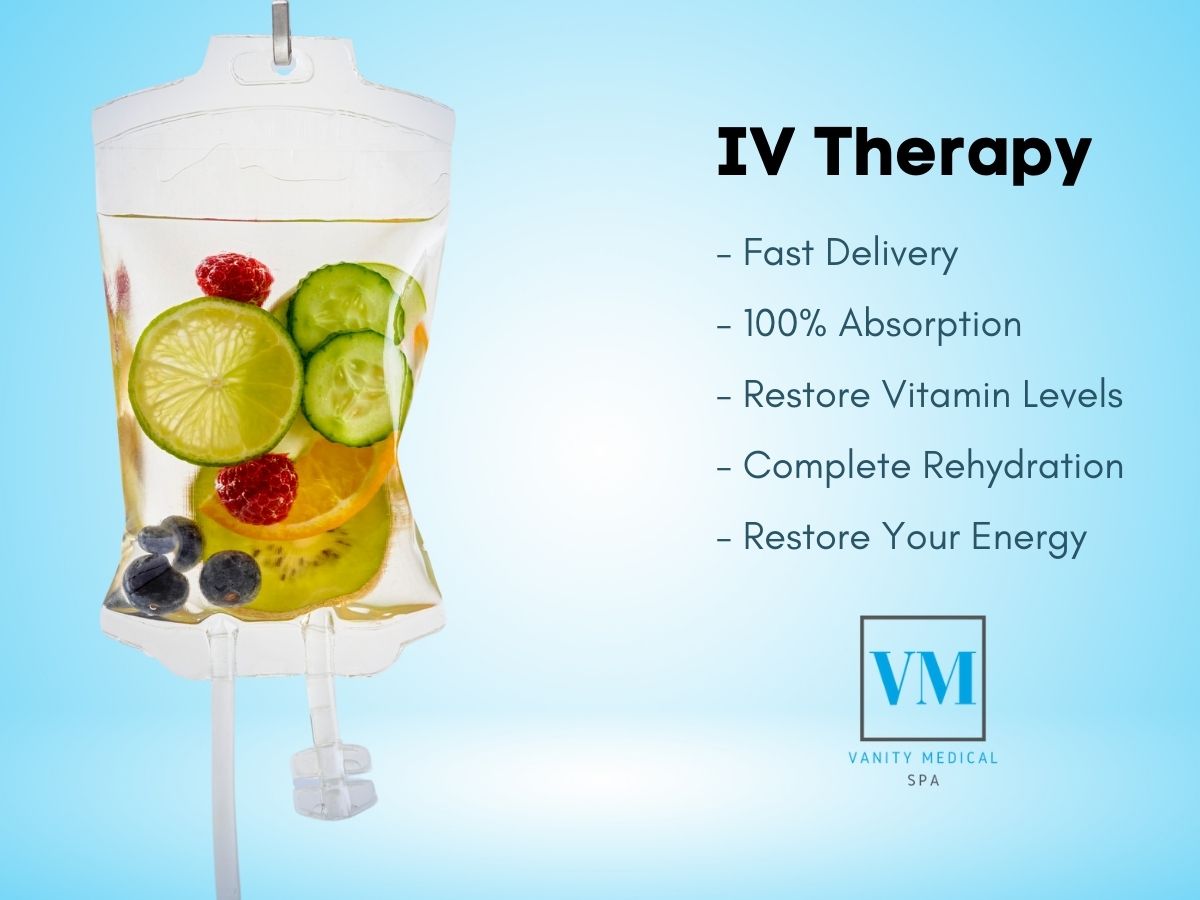 IV Therapy
- Fast Delivery
- 100% Absorption
- Restore Vitamin Levels
- Complete Rehydration
- Restore Your Energy
VM
VANITY MEDICAL
SPA